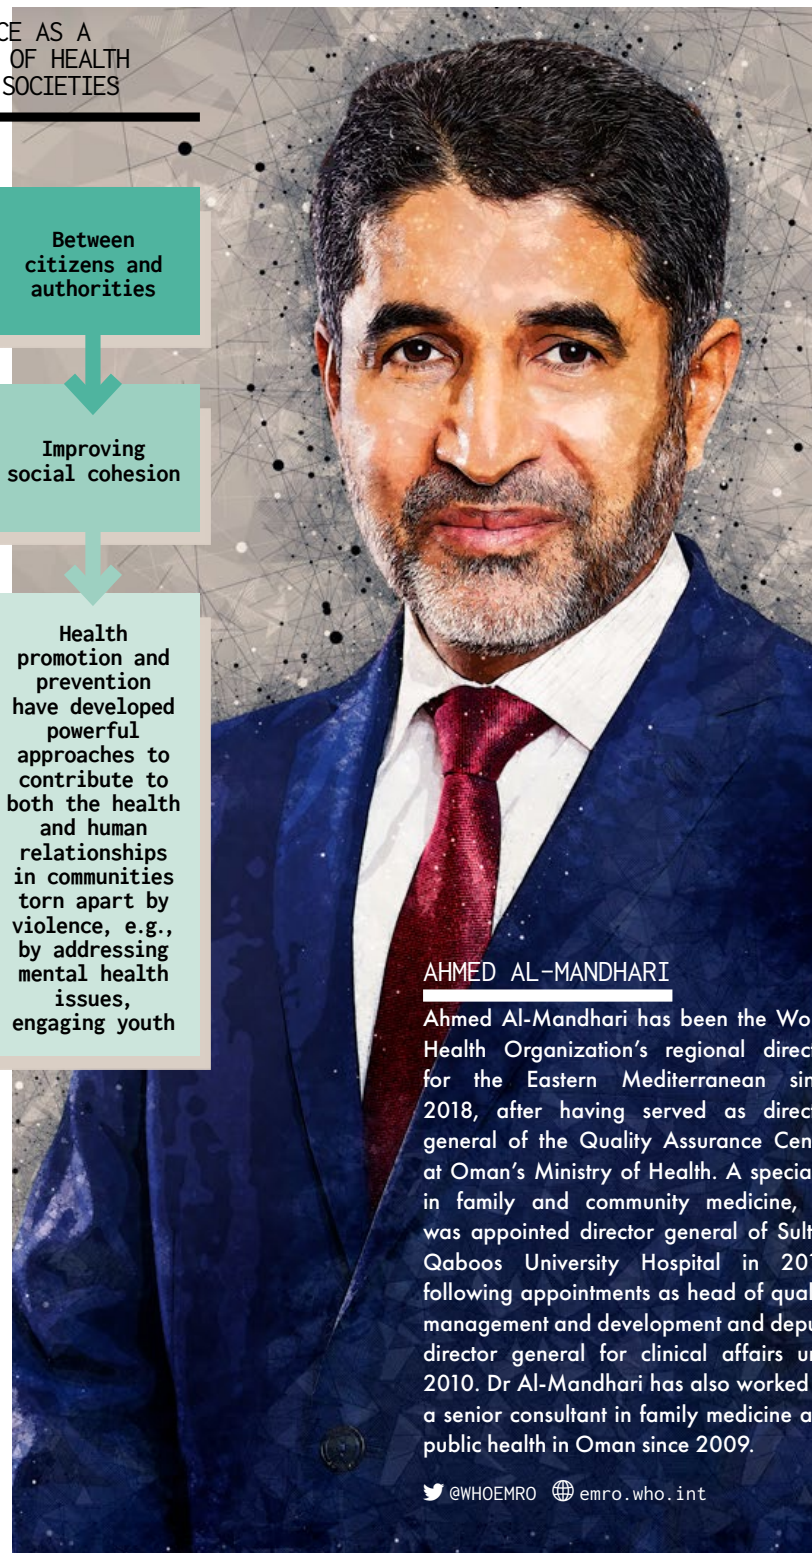 CE AS A
OF HEALTH
SOCIETIES
Between
citizens and
authorities
Improving
social cohesion
Health
promotion and
prevention
have developed
powerful
approaches to
contribute to
both the health
and human
relationships
in communities
torn apart by
violence, e.g.,
by addressing
mental health
issues,
engaging youth
AHMED AL-MANDHARI
Ahmed Al-Mandhari has been the Wo
Health Organization’s regional direc
for the Eastern Mediterranean sin
2018, after having served as direc
general of the Quality Assurance Cen
at Oman’s Ministry of Health. A specia
in family and community medicine,
was appointed director general of Sult
Qaboos University Hospital in 201
following appointments as head of qual
management and development and depu
director general for clinical affairs un
2010. Dr Al-Mandhari has also worked
a senior consultant in family medicine a
public health in Oman since 2009.
@WHOEMRO emro.who.int